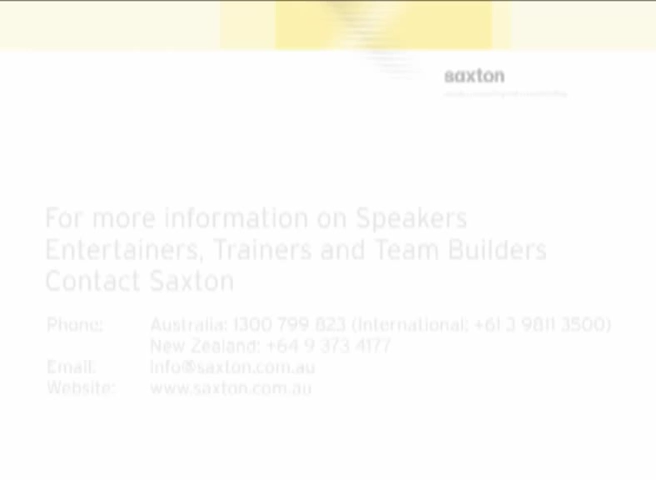 saxton
For more information on Speakers
Entertainers, Trainers and Team Builders
Contact Saxton
Phone: Australia: 1300 799 823 (International: +61 3 9811 3500)
New Zealand: +64 9 373 4177
Email: info@saxton.com.au
Website: www.saxton.com.au